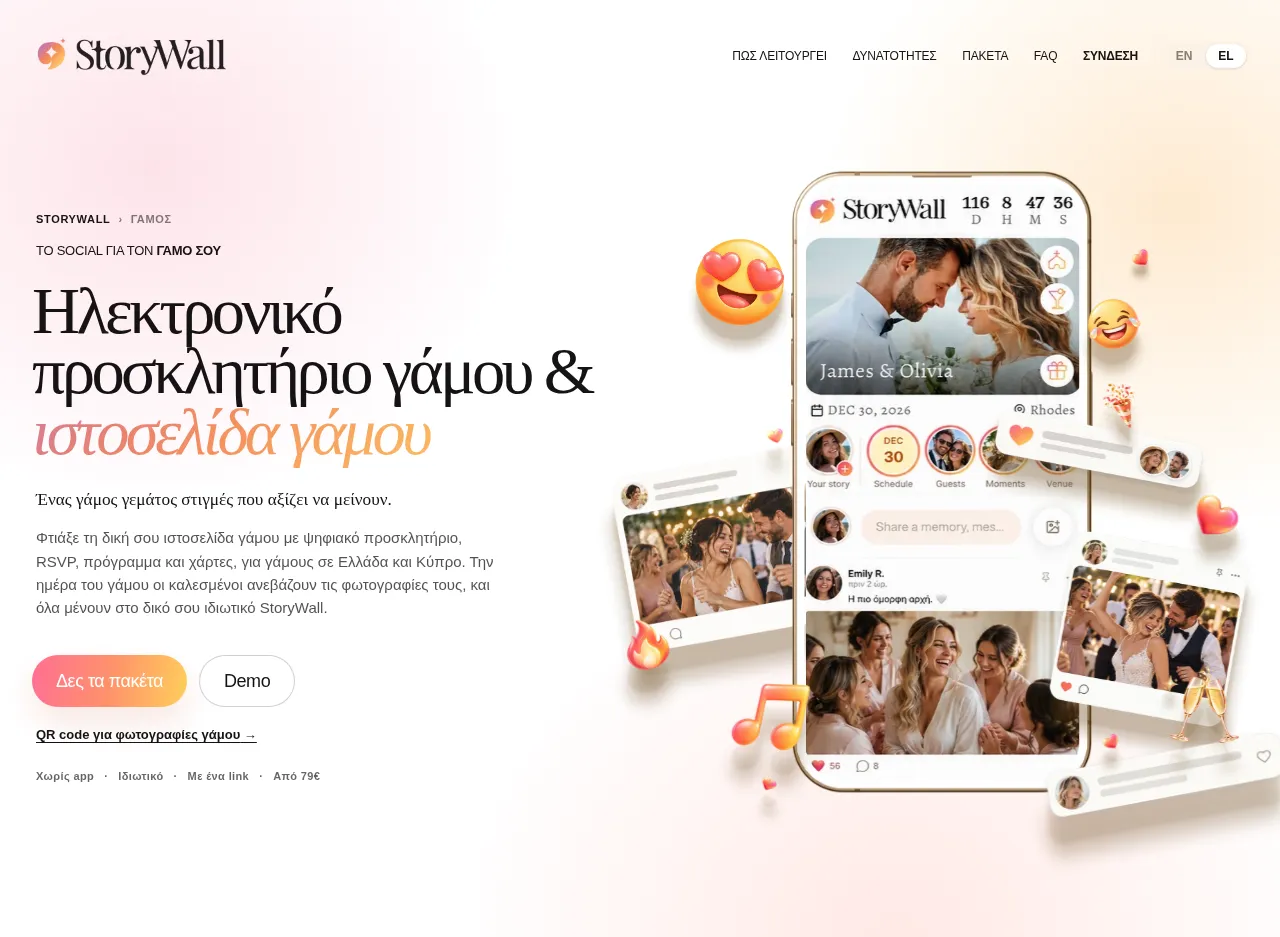 StoryWall
ΠΩΣ ΛΕΙΤΟΥΡΓΕΙ ΔΥΝΑΤΟΤΗΤΕΣ ΠΑΚΕΤΑ FAQ ΣΥΝΔΕΣΗ EN EL
STORYWALL › ΓΑΜΟΣ
ΤΟ SOCIAL ΓΙΑ ΤΟΝ ΓΑΜΟ ΣΟΥ
Ηλεκτρονικό
προσκλητήριο γάμου &
ιστοσελίδα γάμου
Ένας γάμος γεμάτος στιγμές που αξίζει να μείνουν.
Φτιάξε τη δική σου ιστοσελίδα γάμου με ψηφιακό προσκλητήριο,
RSVP, πρόγραμμα και χάρτες, για γάμους σε Ελλάδα και Κύπρο. Την
ημέρα του γάμου οι καλεσμένοι ανεβάζουν τις φωτογραφίες τους, και
όλα μένουν στο δικό σου ιδιωτικό StoryWall.
Δες τα πακέτα Demo
QR code για φωτογραφίες γάμου →
Χωρίς app · Ιδιωτικό · Με ένα link · Από 79€
StoryWall
116 8 47 36
D H M S
James & Olivia
DEC 30, 2026 Rhodes
DEC
30
Your story Schedule Guests Moments Venue
Share a memory, mes...
Emily R.
πριν 2 ώρ.
Η πιο όμορφη αρχή.
56 8